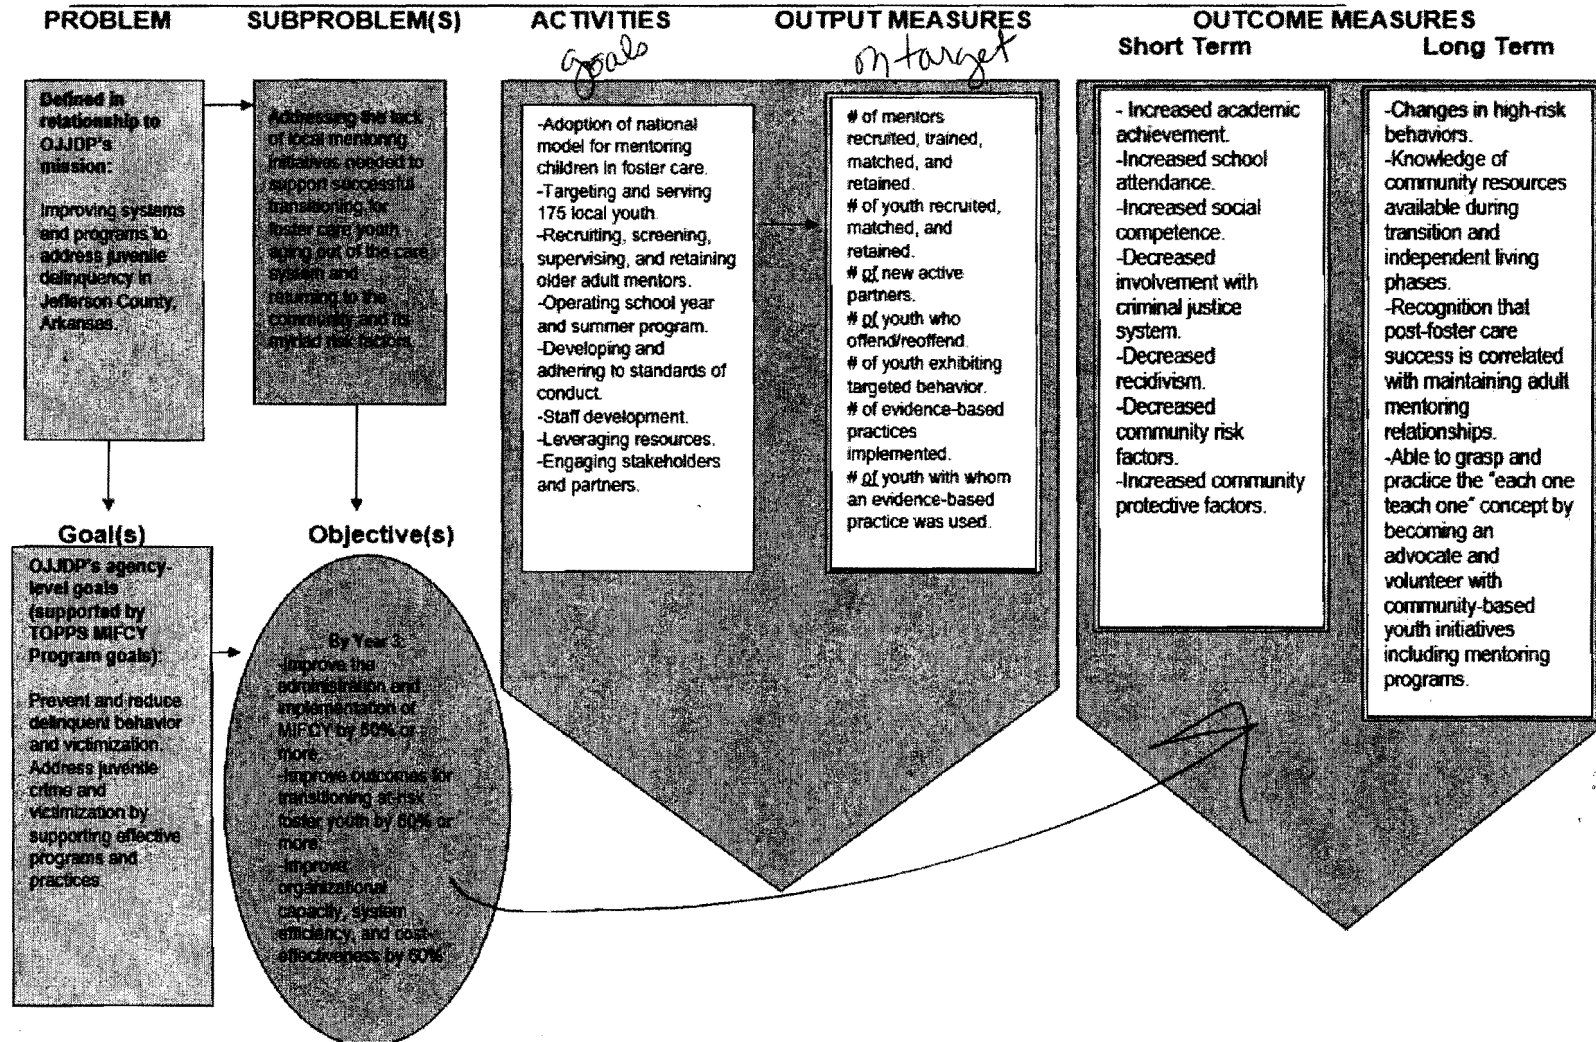 PROBLEM
SUBPROBLEM(S)
ACTIVITIES
OUTPUT MEASURES
OUTCOME MEASURES
Short Term
Long Term
goals
on target
Defined in
relationship to
OJJDP's
mission:
Improving systems
and programs to
address juvenile
delinquency in
Jefferson County,
Arkansas.
Addressing the lack
of local mentoring
initiatives needed to
support successful
transitioning for
foster care youth
aging out of the care
system and
returning to the
community and its
myriad risk factors.
-Adoption of national
model for mentoring
children in foster care.
-Targeting and serving
175 local youth.
-Recruiting, screening,
supervising, and retaining
older adult mentors.
-Operating school year
and summer program.
-Developing and
adhering to standards of
conduct.
-Staff development.
-Leveraging resources.
-Engaging stakeholders
and partners.
# of mentors
recruited, trained,
matched, and
retained.
# of youth recruited,
matched, and
retained.
# of new active
partners.
# of youth who
offend/reoffend.
# of youth exhibiting
targeted behavior.
# of evidence-based
practices
implemented.
# of youth with whom
an evidence-based
practice was used.
- Increased academic
achievement.
-Increased school
attendance.
-Increased social
competence.
-Decreased
involvement with
criminal justice
system.
-Decreased
recidivism.
-Decreased
community risk
factors.
-Increased community
protective factors.
-Changes in high-risk
behaviors.
-Knowledge of
community resources
available during
transition and
independent living
phases.
-Recognition that
post-foster care
success is correlated
with maintaining adult
mentoring
relationships.
-Able to grasp and
practice the "each one
teach one" concept by
becoming an
advocate and
volunteer with
community-based
youth initiatives
including mentoring
programs.
Goal(s)
OJJDP's agency-
level goals
(supported by
TOPPS MIFCY
Program goals):
Prevent and reduce
delinquent behavior
and victimization.
Address juvenile
crime and
victimization by
supporting effective
programs and
practices.
Objective(s)
By Year 3:
-Improve the
administration and
implementation of
MIFCY by or
more.
-Improve outcomes for
transitioning at-risk
foster youth by or
more.
-Improve
organizational
capacity, system
efficiency, and cost-
effectiveness by